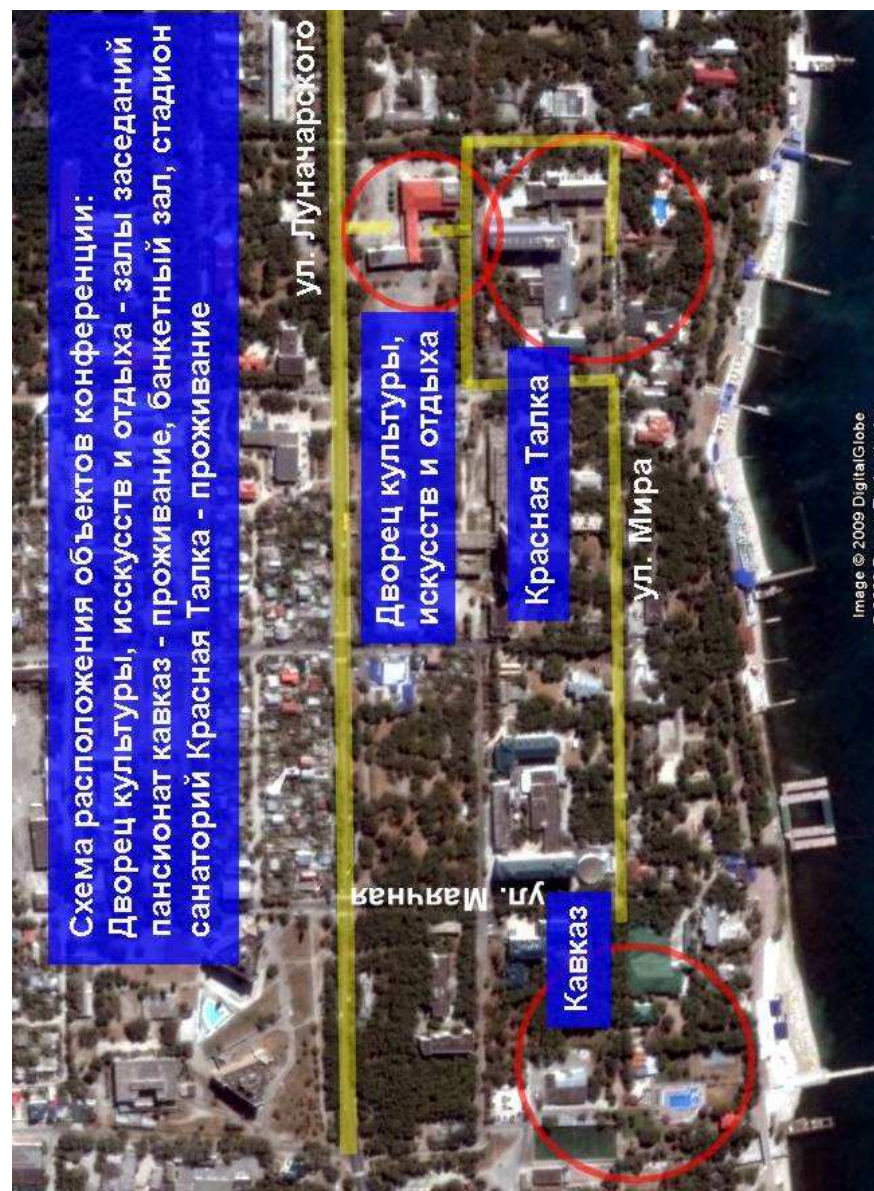 Схема расположения объектов конференции:
Дворец культуры, исскусств и отдыха - залы заседаний
пансионат кавказ - проживание, банкетный зал, стадион
санаторий Красная Талка - проживание
ул. Луначарского
Дворец культуры,
искусств и отдыха
Красная Талка
ул. Мира
ул. Маячная
Кавказ
Image © 2009 DigitalGlobe